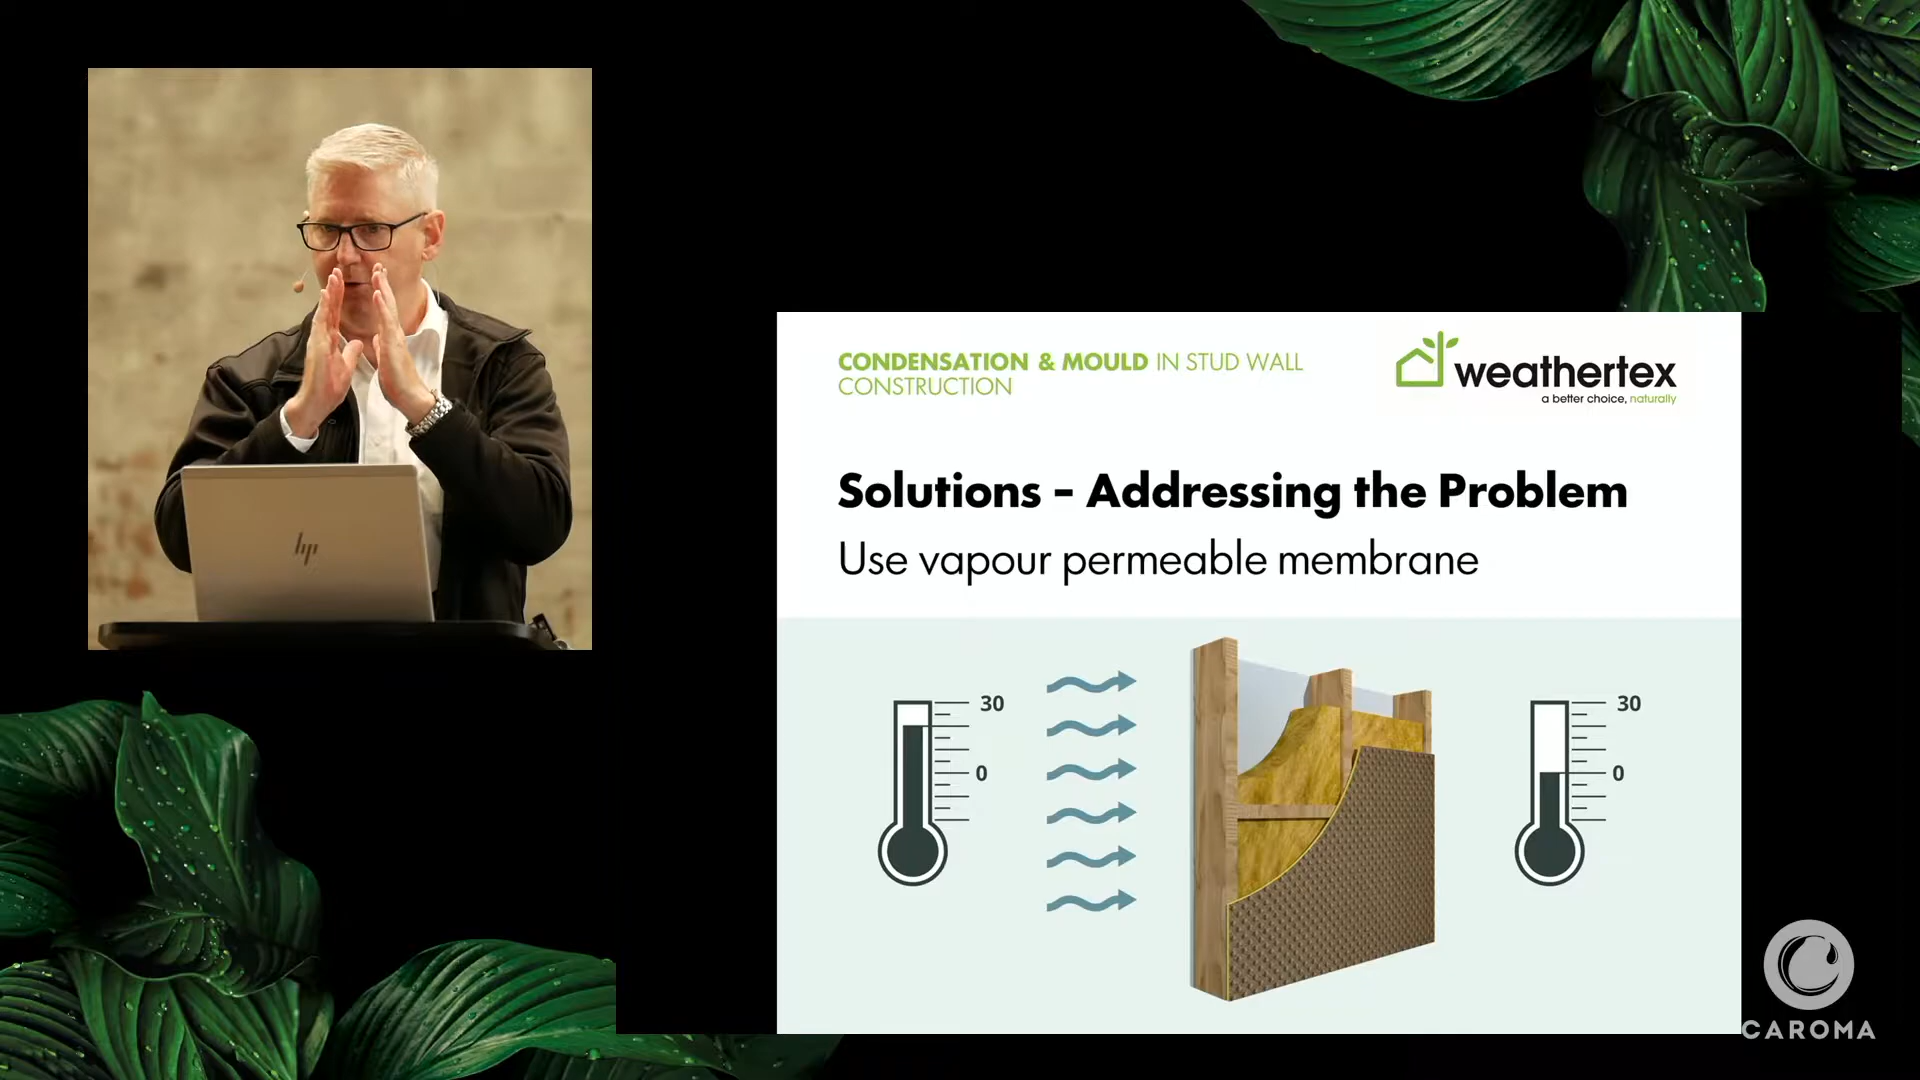 hp
CONDENSATION & MOULD IN STUD WALL
CONSTRUCTION
weathertex
a better choice, naturally
Solutions – Addressing the Problem
Use vapour permeable membrane
30
0
30
0
CAROMA